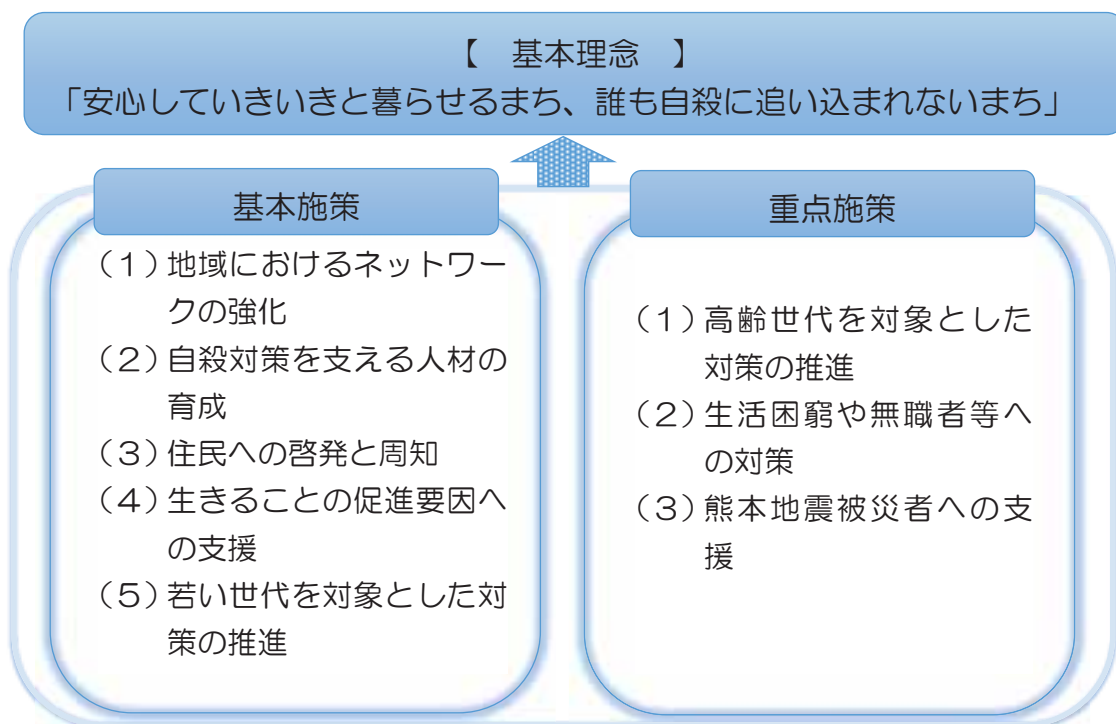 【　基本理念　】
「安心していきいきと暮らせるまち、誰も自殺に追い込まれないまち」
基本施策
（１）地域におけるネットワー
クの強化
（２）自殺対策を支える人材の
育成
（３）住民への啓発と周知
（４）生きることの促進要因へ
の支援
（５）若い世代を対象とした対
策の推進
重点施策
（１）高齢世代を対象とした
対策の推進
（２）生活困窮や無職者等へ
の対策
（３）熊本地震被災者への支
援